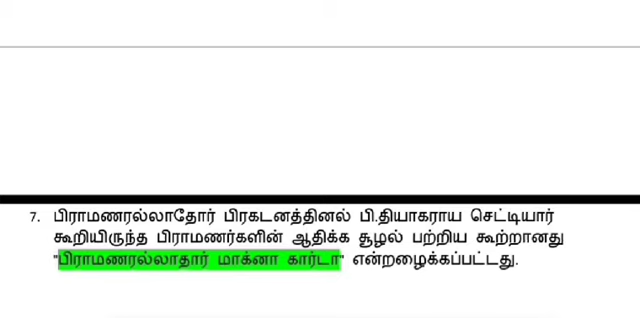 7. பிராமணரல்லாதோர் பிரகடனத்தினல் பி.தியாகராய செட்டியார்
கூறியிருந்த பிராமணர்களின் ஆதிக்க சூழல் பற்றிய கூற்றானது
"பிராமணரல்லாதார் மாக்னா கார்டா" என்றழைக்கப்பட்டது.